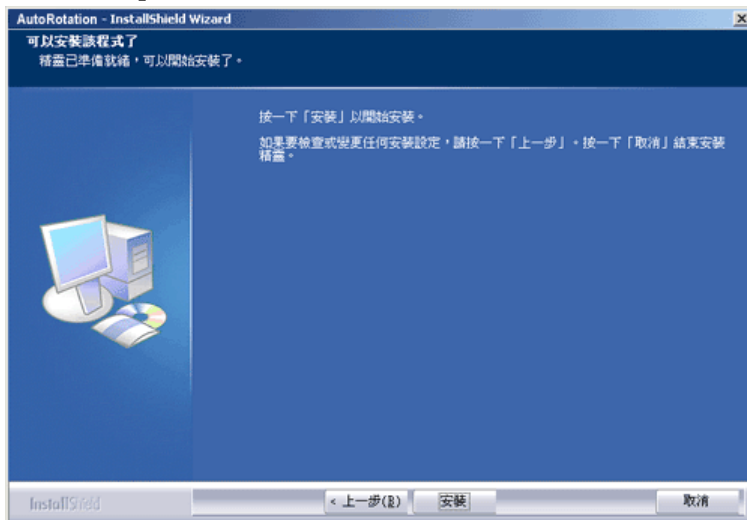 AutoRotation - InstallShield Wizard
可以安裝該程式了
精靈已準備就緒，可以開始安裝了。
按一下「安裝」以開始安裝。
如果要檢查或變更任何安裝設定，請按一下「上一步」。按一下「取消」結束安裝
精靈。
InstallShield
< 上一步(B)
安裝
取消